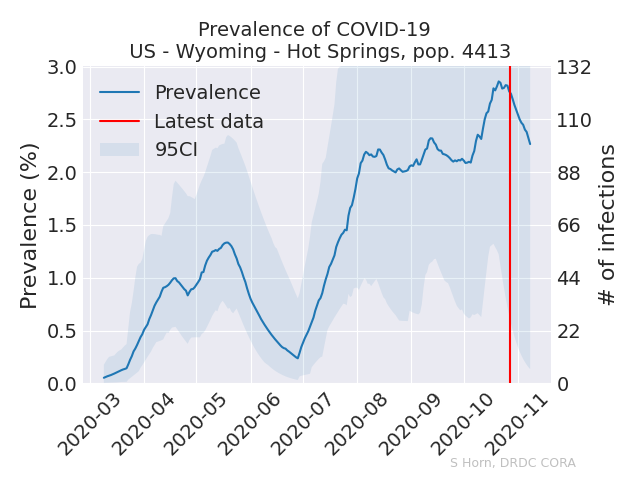 Prevalence of COVID-19
US - Wyoming - Hot Springs, pop. 4413
Prevalence
Latest data
95CI
Prevalence (%)
3.0
2.5
2.0
1.5
1.0
0.5
0.0
132
110
88
66
44
22
0
# of infections
2020-03
2020-04
2020-05
2020-06
2020-07
2020-08
2020-09
2020-10
2020-11
S Horn, DRDC CORA